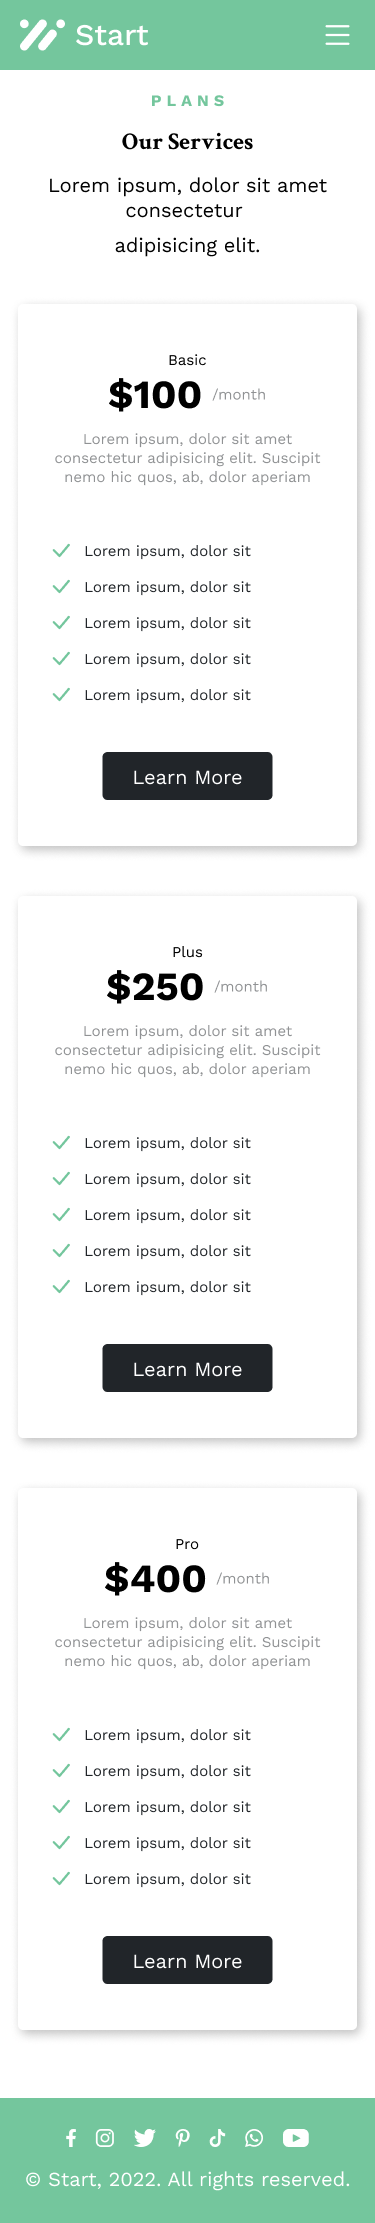 Start
PLANS
Our Services
Lorem ipsum, dolor sit amet
consectetur
adipisicing elit.
Basic
$100 /month
Lorem ipsum, dolor sit amet
consectetur adipisicing elit. Suscipit
nemo hic quos, ab, dolor aperiam
Lorem ipsum, dolor sit
Lorem ipsum, dolor sit
Lorem ipsum, dolor sit
Lorem ipsum, dolor sit
Lorem ipsum, dolor sit
Learn More
Plus
$250 /month
Lorem ipsum, dolor sit amet
consectetur adipisicing elit. Suscipit
nemo hic quos, ab, dolor aperiam
Lorem ipsum, dolor sit
Lorem ipsum, dolor sit
Lorem ipsum, dolor sit
Lorem ipsum, dolor sit
Lorem ipsum, dolor sit
Learn More
Pro
$400 /month
Lorem ipsum, dolor sit amet
consectetur adipisicing elit. Suscipit
nemo hic quos, ab, dolor aperiam
Lorem ipsum, dolor sit
Lorem ipsum, dolor sit
Lorem ipsum, dolor sit
Lorem ipsum, dolor sit
Lorem ipsum, dolor sit
Learn More
© Start, 2022. All rights reserved.